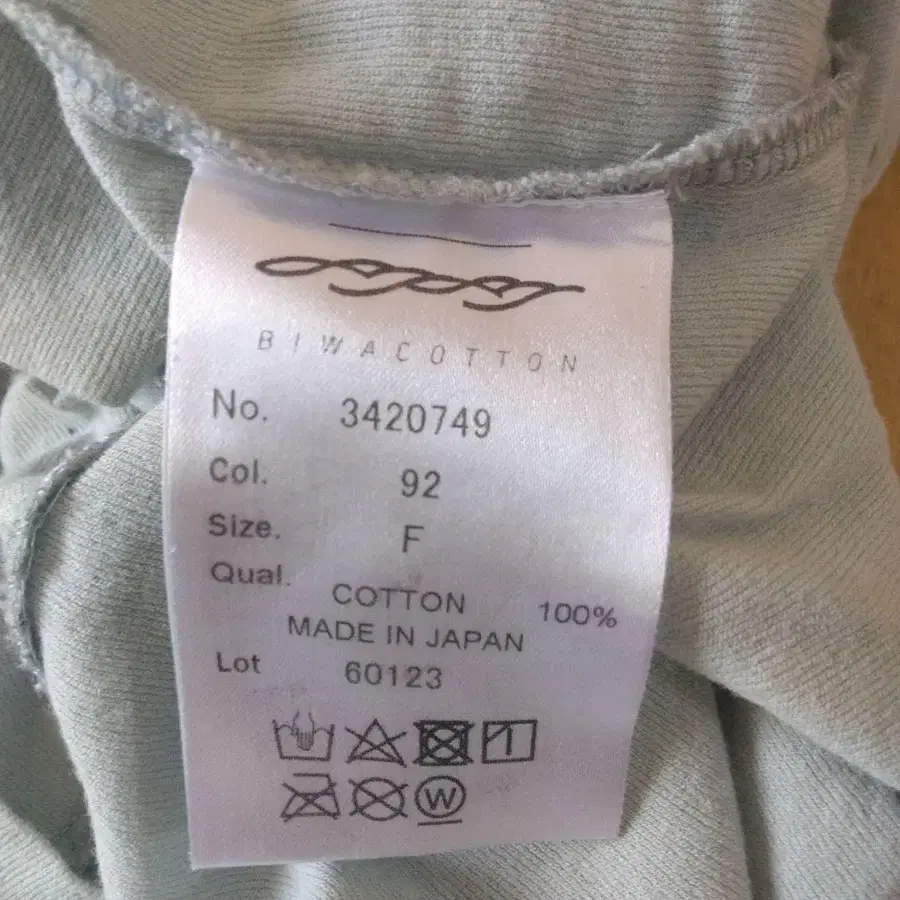 BIWACOTTON
No. 3420749
Col. 92
Size. F
Qual.
COTTON 100%
MADE IN JAPAN
Lot 60123
W